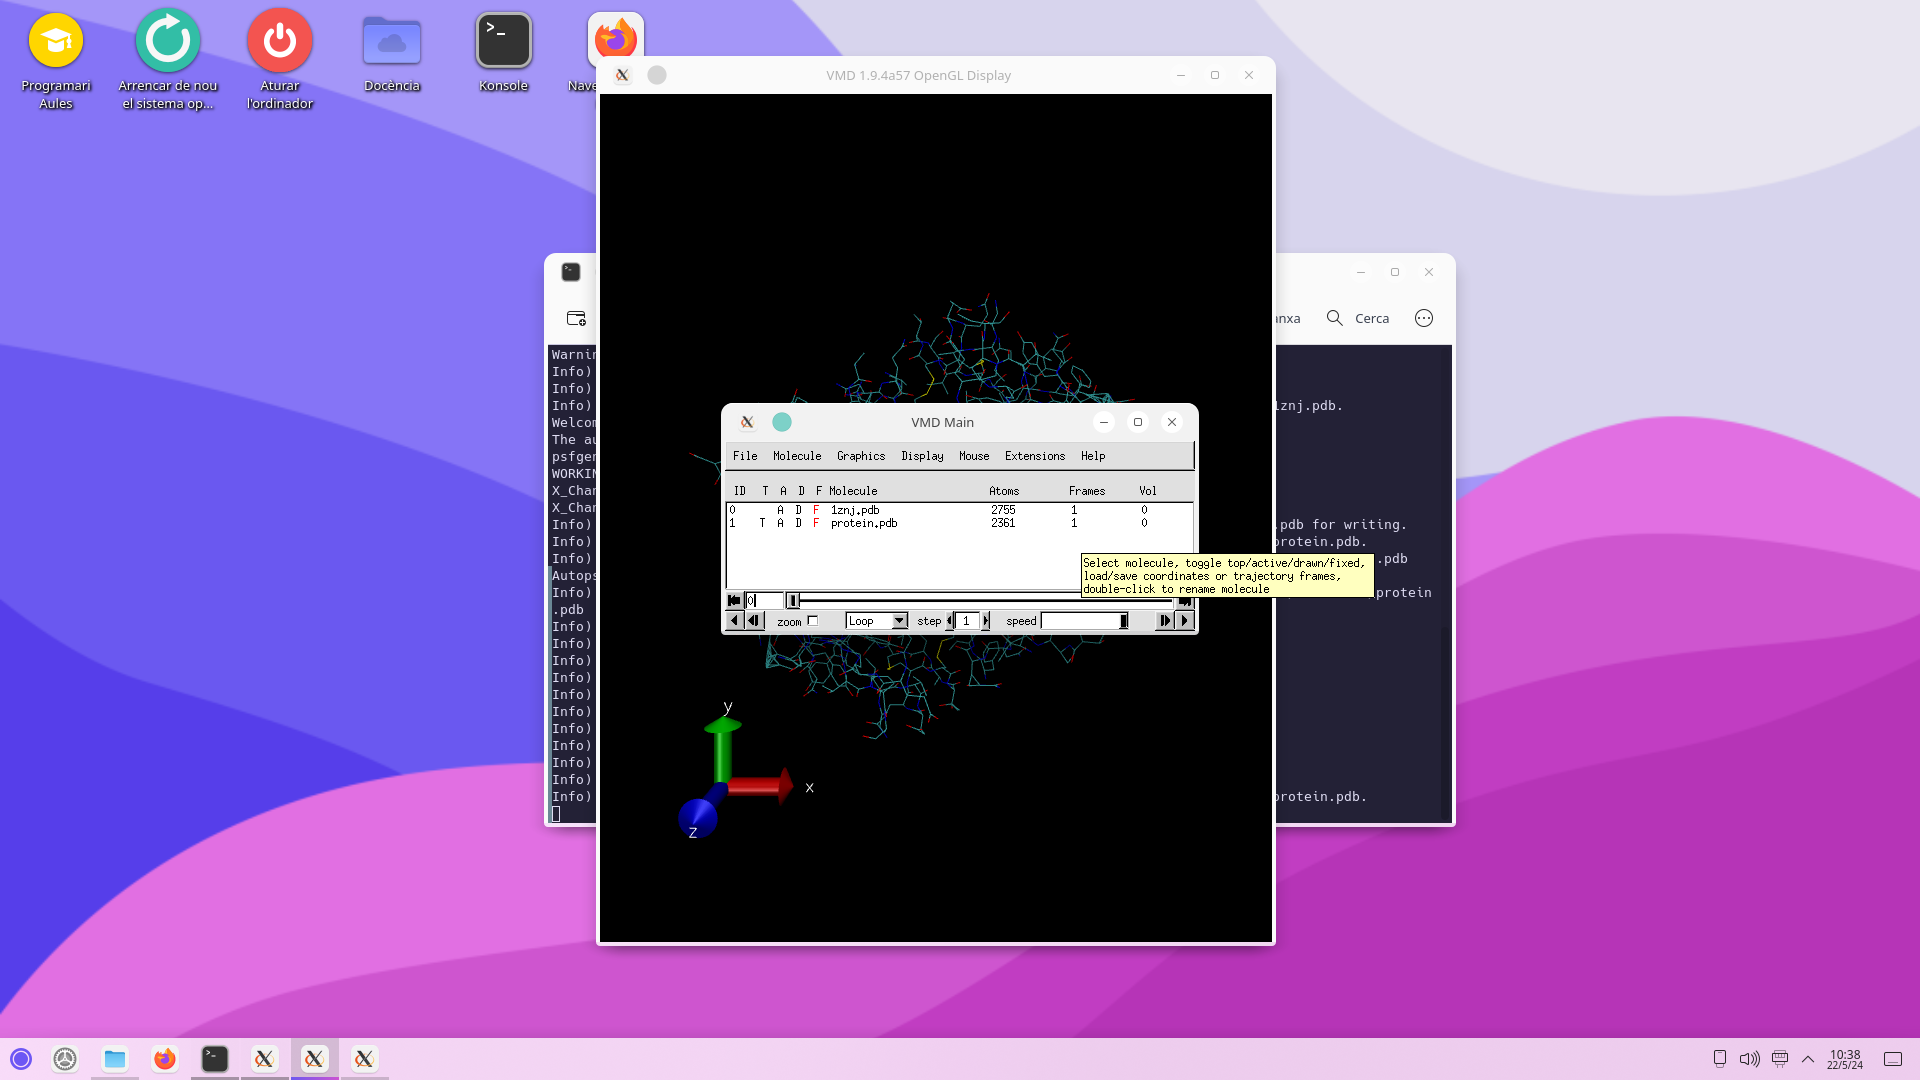 Programari
Aules
Arrencar de nou
el sistema op...
Aturar
l'ordinador
Docència
Konsole
Nave
VMD 1.9.4a57 OpenGL Display
anxa
Cerca
Warnin
Info)
Info)
Info)
1znj.pdb.
Welcom
The au
psfgen
WORKIN
X_Chan
X_Chan
Info)
.pdb for writing.
Info)
protein.pdb.
Info)
.pdb
Autops
Info)
protein
.pdb
Info)
Info)
Info)
Info)
Info)
Info)
Info)
Info)
Info)
Info)
Info)
protein.pdb.
VMD Main
File Molecule Graphics Display Mouse Extensions Help
ID T A D F Molecule Atoms Frames Vol
0 A D F 1znj.pdb 2755 1 0
1 T A D F protein.pdb 2361 1 0
Select molecule, toggle top/active/drawn/fixed,
load/save coordinates or trajectory frames,
double-click to rename molecule
0
zoom Loop step 1 speed
y
x
z
10:38
22/5/24